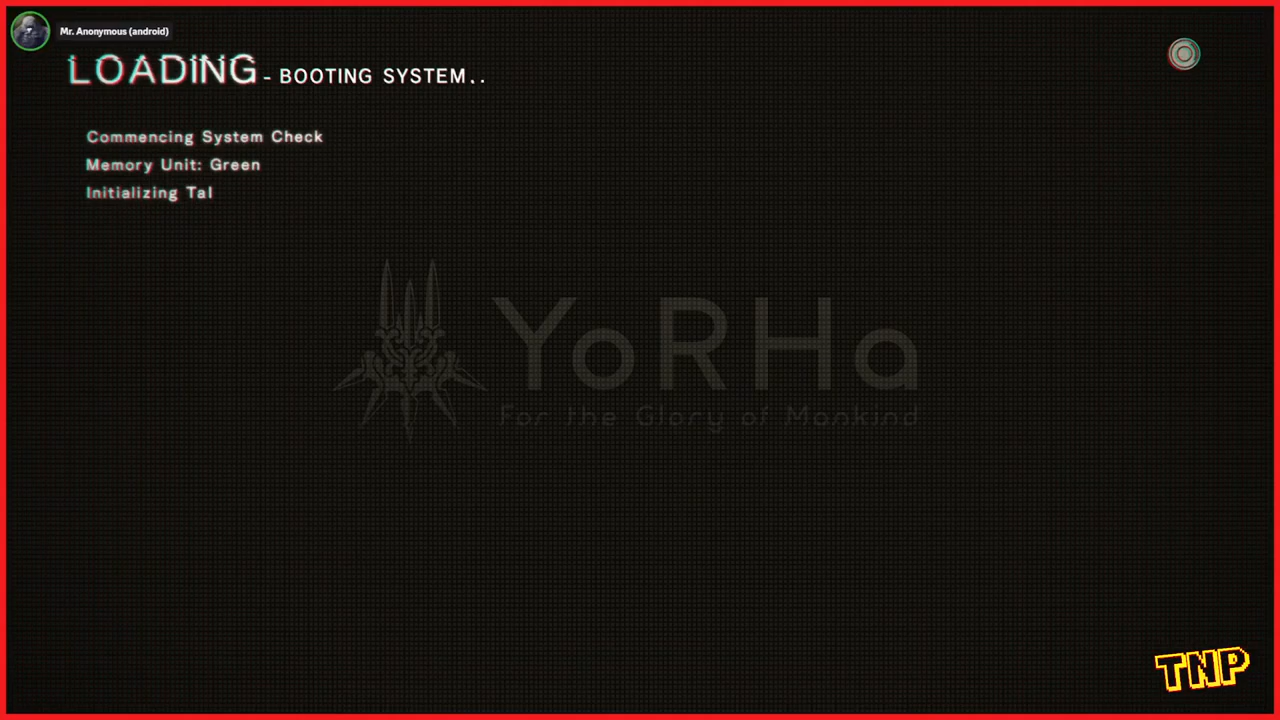 Mr. Anonymous (android)
LOADING - BOOTING SYSTEM..
Commencing System Check
Memory Unit: Green
Initializing Tal
YoRHa
For the Glory of Mankind
TNP